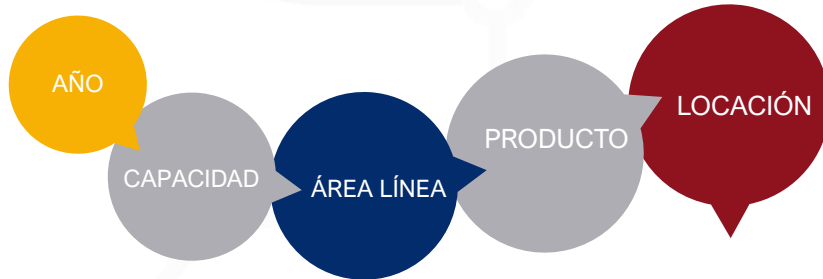 AÑO
CAPACIDAD
ÁREA LÍNEA
PRODUCTO
LOCACIÓN